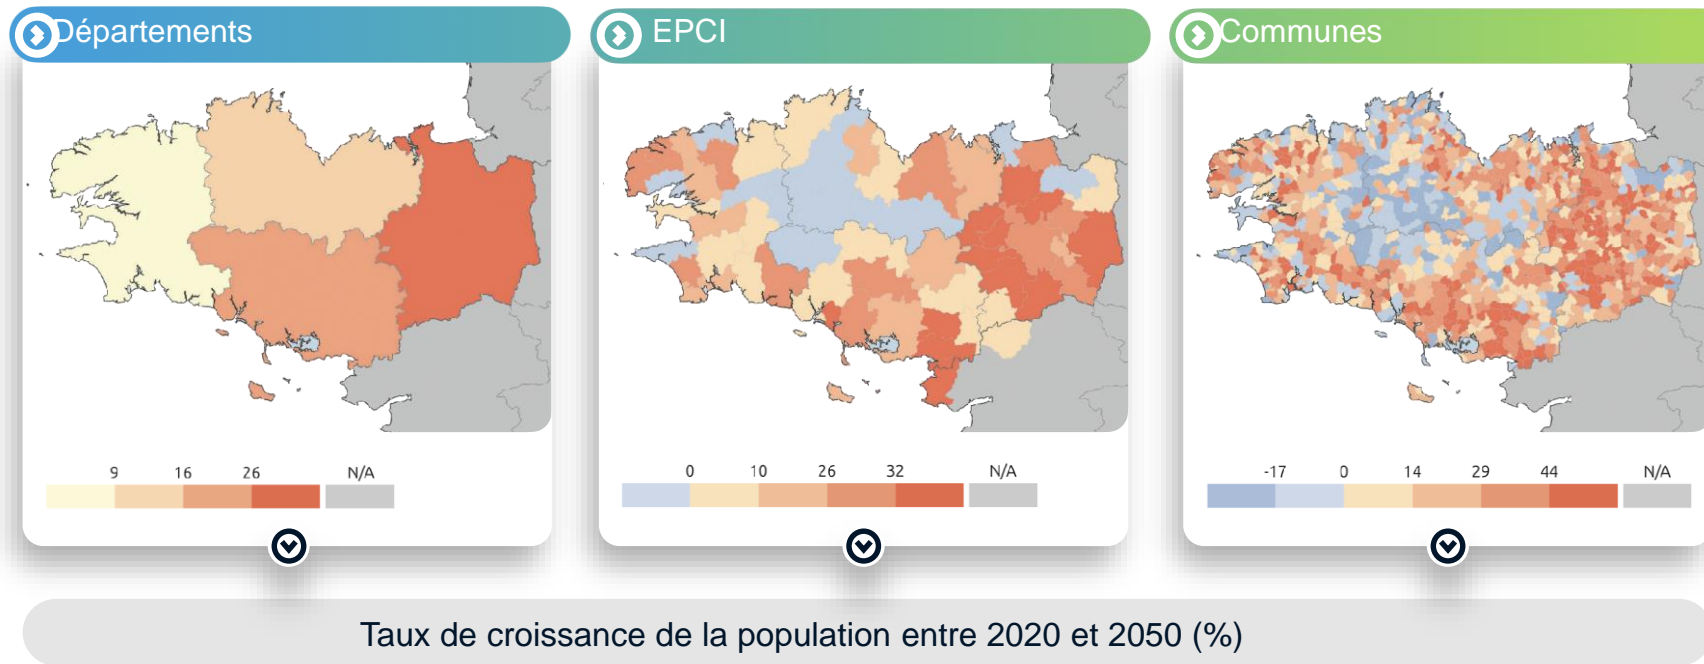 Départements
EPCI
Communes
9 16 26 N/A
0 10 26 32 N/A
-17 0 14 29 44 N/A
Taux de croissance de la population entre 2020 et 2050 (%)